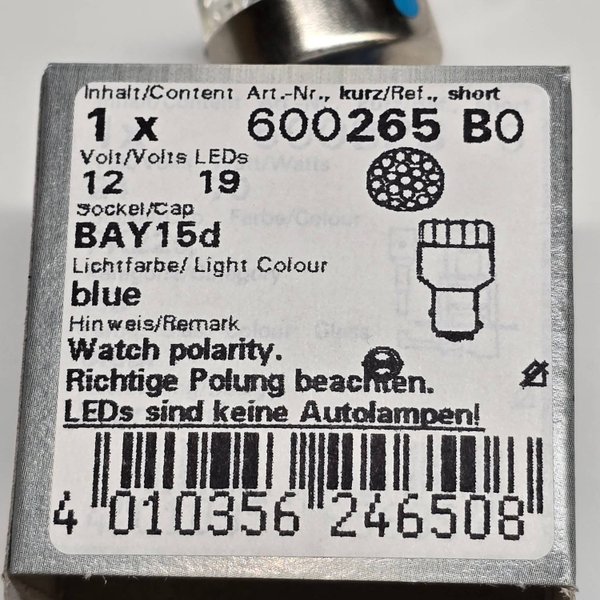 Inhalt/Content Art.-Nr., kurz/Ref., short
1 x 600265 B0
Volt/Volts LEDs
12 19
Sockel/Cap
BAY15d
Lichtfarbe/ Light Colour
blue
Hinweis/Remark
Watch polarity.
Richtige Polung beachten.
LEDs sind keine Autolampen!
4 010356 246508